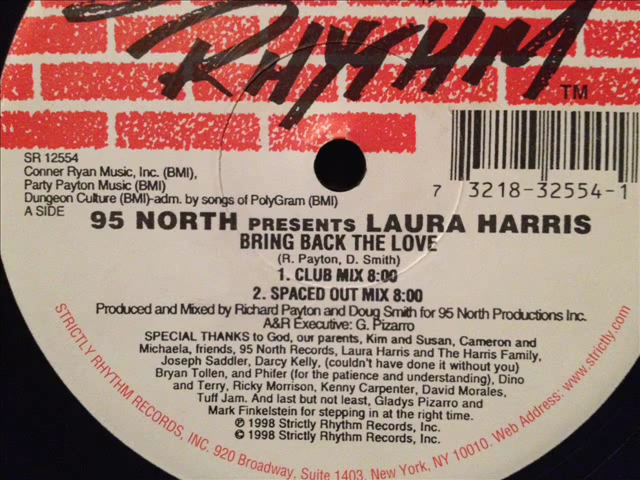 RHYTHM
TM
SR 12554
Conner Ryan Music, Inc. (BMI),
Party Payton Music (BMI)
Dungeon Culture (BMI)-adm. by songs of PolyGram (BMI)
A SIDE
7 73218-32554-1
95 NORTH PRESENTS LAURA HARRIS
BRING BACK THE LOVE
(R. Payton, D. Smith)
1. CLUB MIX 8:00
2. SPACED OUT MIX 8:00
Produced and Mixed by Richard Payton and Doug Smith for 95 North Productions Inc.
A&R Executive: G. Pizarro
SPECIAL THANKS to God, our parents, Kim and Susan, Cameron and
Michaela, friends, 95 North Records, Laura Harris and The Harris Family,
Joseph Saddler, Darcy Kelly, (couldn't have done it without you)
Bryan Tollen, and Phifer (for the patience and understanding), Dino
and Terry, Ricky Morrison, Kenny Carpenter, David Morales,
Tuff Jam. And last but not least, Gladys Pizarro and
Mark Finkelstein for stepping in at the right time.
℗ 1998 Strictly Rhythm Records, Inc.
© 1998 Strictly Rhythm Records, Inc.
STRICTLY RHYTHM RECORDS, INC. 920 Broadway, Suite 1403, New York, NY 10010. Web Address: www.strictly.com